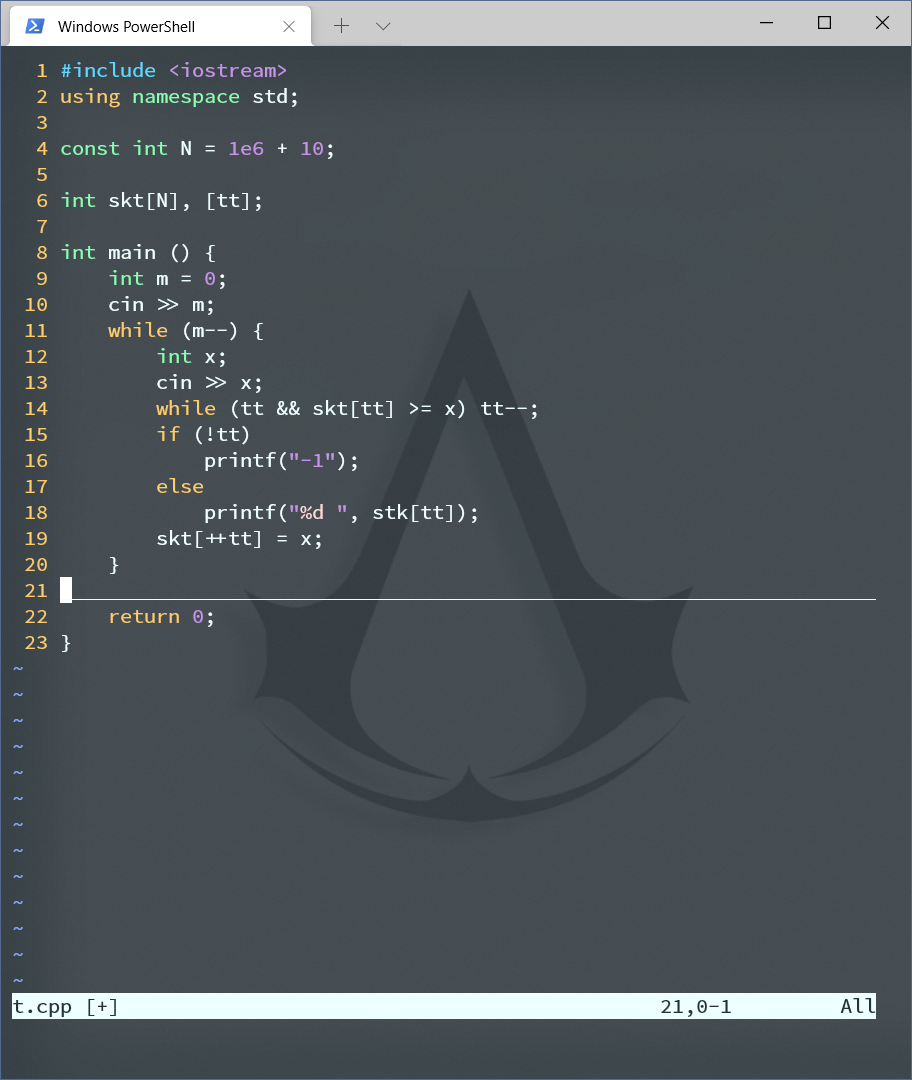 Windows PowerShell
1 #include <iostream>
2 using namespace std;
3
4 const int N = 1e6 + 10;
5
6 int skt[N], [tt];
7
8 int main () {
9     int m = 0;
10     cin >> m;
11     while (m--) {
12         int x;
13         cin >> x;
14         while (tt && skt[tt] >= x) tt--;
15         if (!tt)
16             printf("-1");
17         else
18             printf("%d ", stk[tt]);
19         skt[++tt] = x;
20     }
21
22     return 0;
23 }
~
~
~
~
~
~
~
~
~
~
~
~
~
t.cpp [+] 21,0-1 All